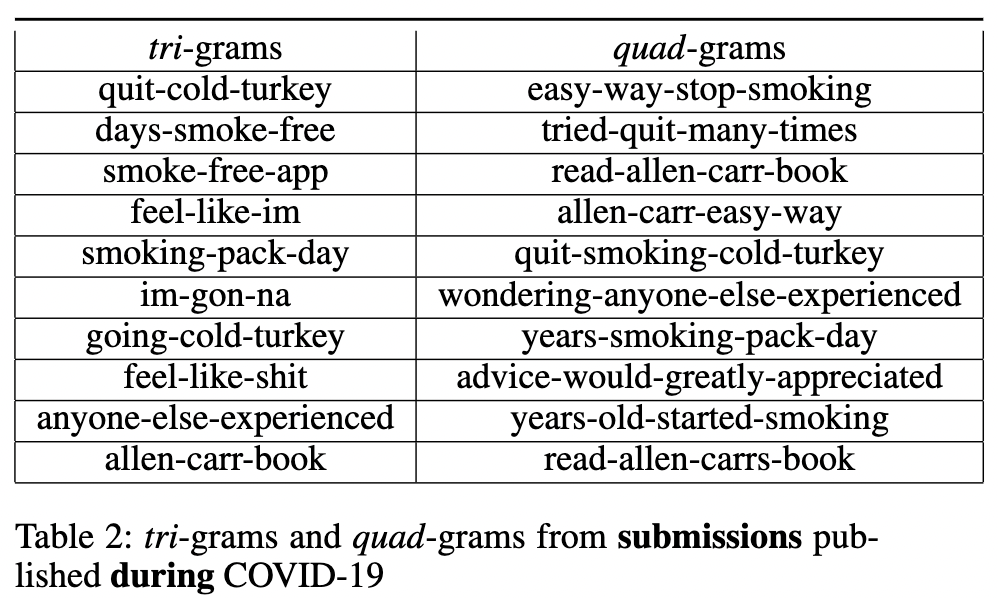 tri-grams quad-grams
quit-cold-turkey easy-way-stop-smoking
days-smoke-free tried-quit-many-times
smoke-free-app read-allen-carr-book
feel-like-im allen-carr-easy-way
smoking-pack-day quit-smoking-cold-turkey
im-gon-na wondering-anyone-else-experienced
going-cold-turkey years-smoking-pack-day
feel-like-shit advice-would-greatly-appreciated
anyone-else-experienced years-old-started-smoking
allen-carr-book read-allen-carrs-book
Table 2: tri-grams and quad-grams from submissions pub-
lished during COVID-19